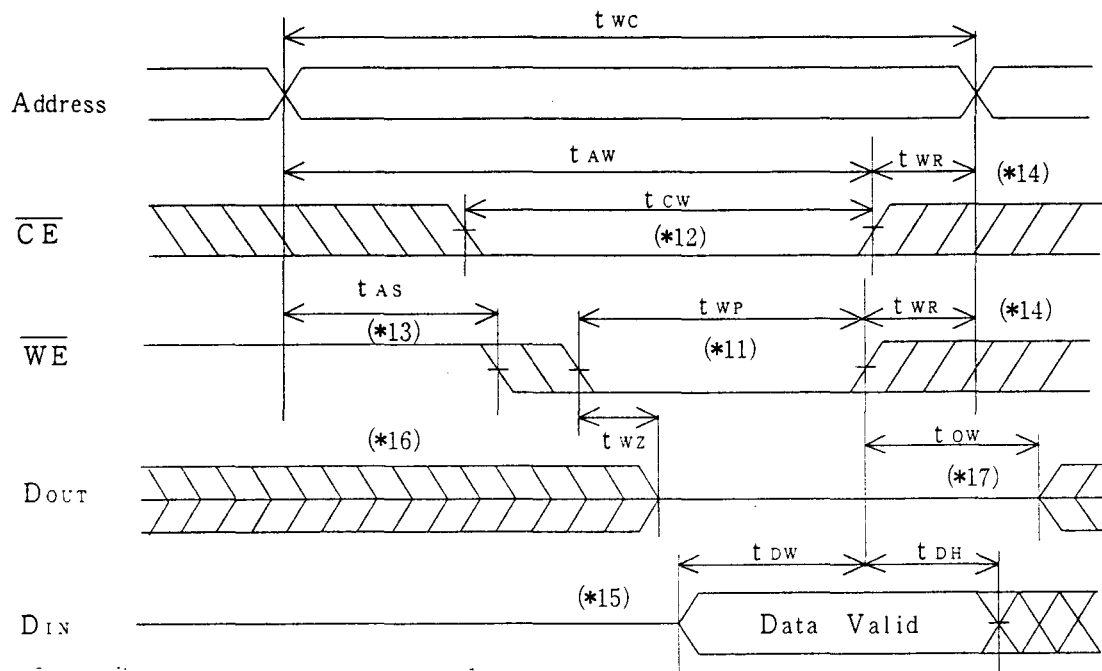 t WC
Address
t AW
t WR
(*14)
CE
t CW
(*12)
t AS
(*13)
t WP
(*11)
t WR
(*14)
WE
t WZ
(*16)
t OW
(*17)
DOUT
t DW
t DH
(*15)
DIN
Data Valid